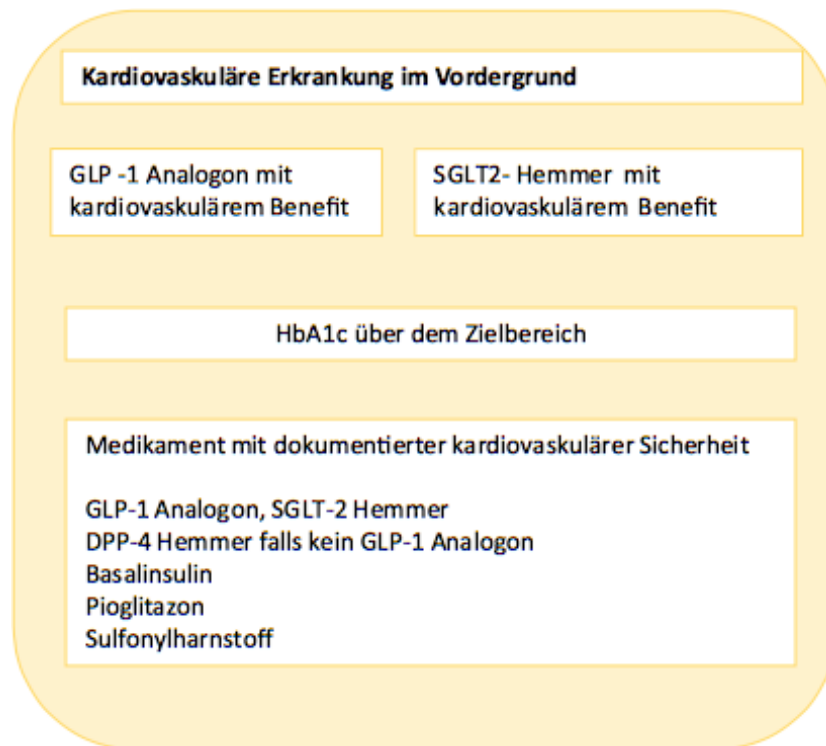 Kardiovaskuläre Erkrankung im Vordergrund
GLP -1 Analogon mit
kardiovaskulärem Benefit
SGLT2- Hemmer mit
kardiovaskulärem Benefit
HbA1c über dem Zielbereich
Medikament mit dokumentierter kardiovaskulärer Sicherheit
GLP-1 Analogon, SGLT-2 Hemmer
DPP-4 Hemmer falls kein GLP-1 Analogon
Basalinsulin
Pioglitazon
Sulfonylharnstoff